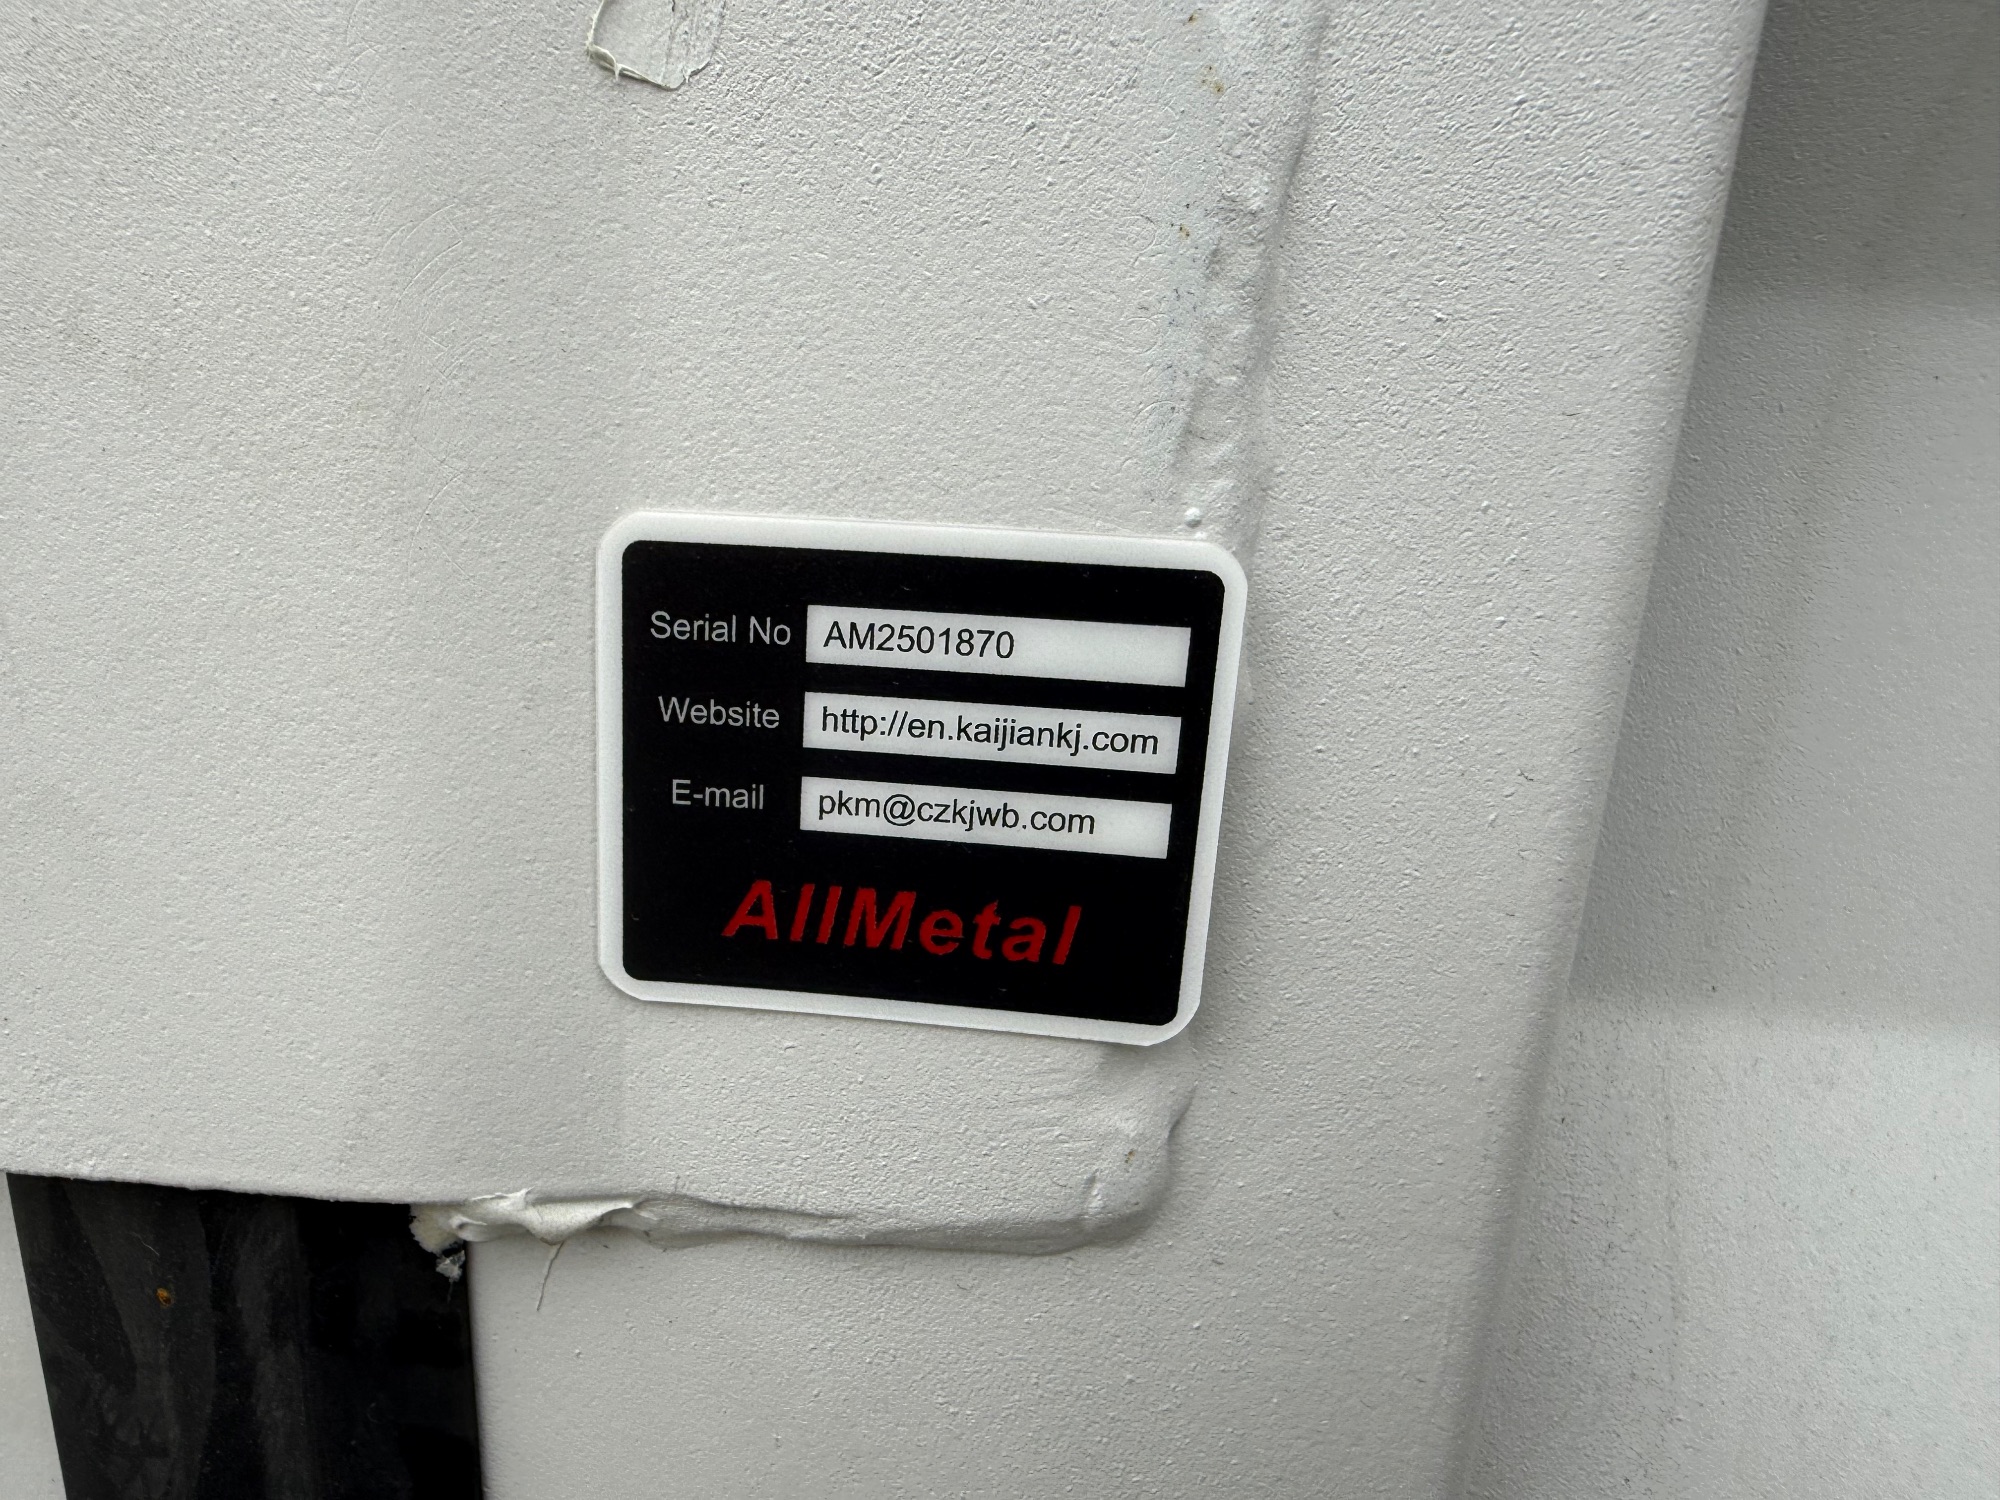 Serial No AM2501870
Website http://en.kaijiankj.com
E-mail pkm@czkjwb.com
AllMetal